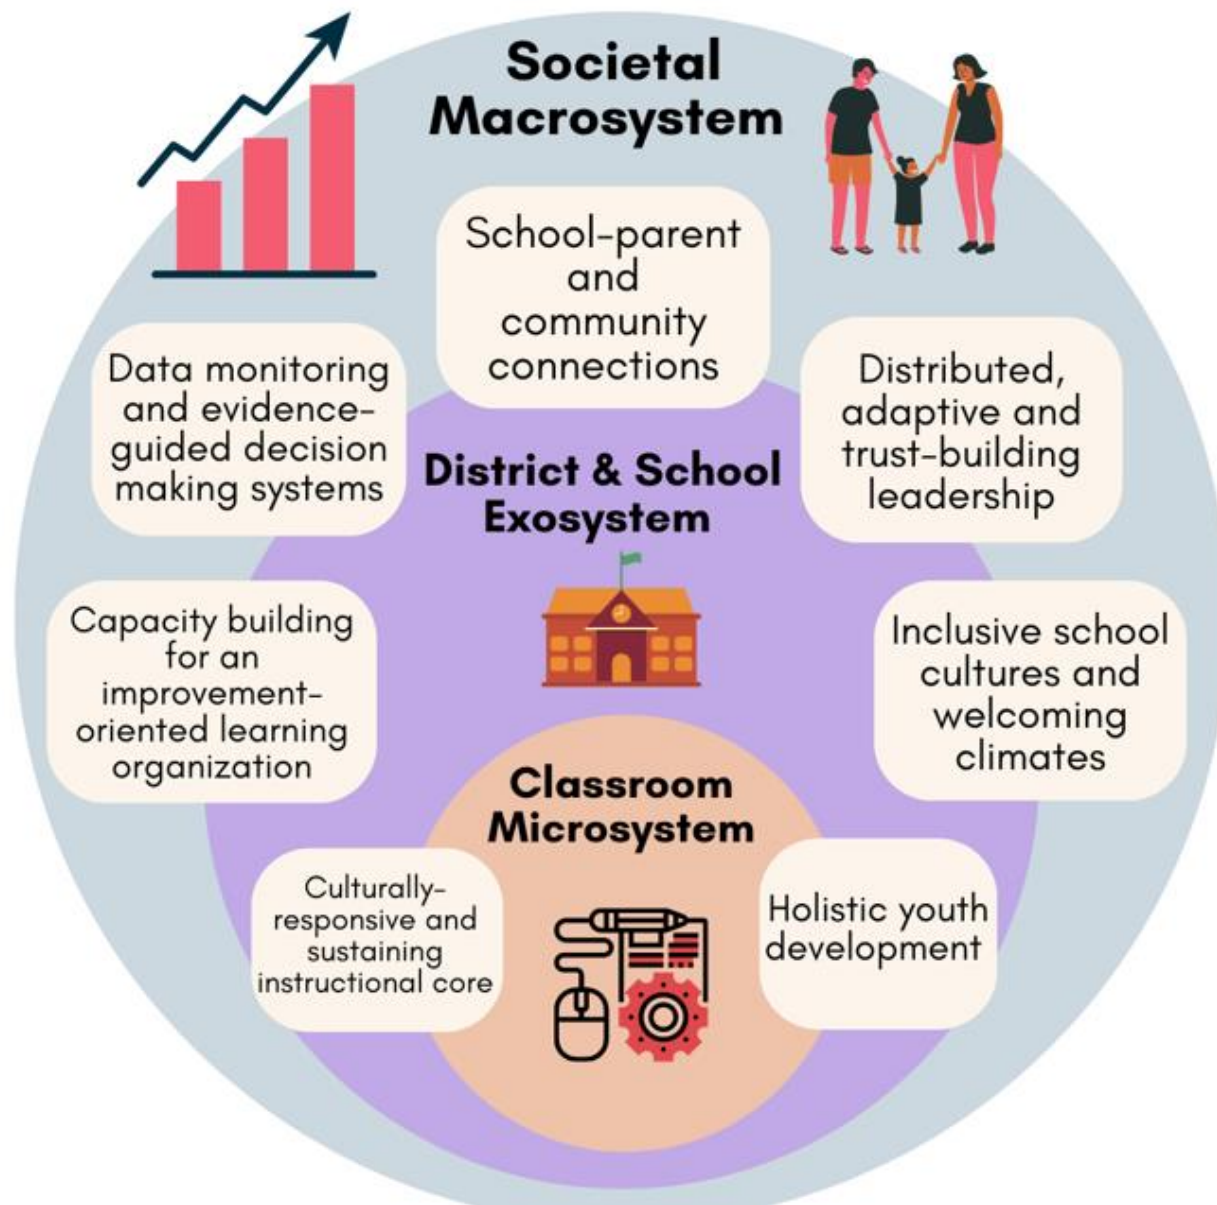 Societal
Macrosystem
School-parent
and
community
connections
Data monitoring
and evidence-
guided decision
making systems
Distributed,
adaptive and
trust-building
leadership
District & School
Exosystem
Capacity building
for an
improvement-
oriented learning
organization
Inclusive school
cultures and
welcoming
climates
Classroom
Microsystem
Culturally-
responsive and
sustaining
instructional core
Holistic youth
development